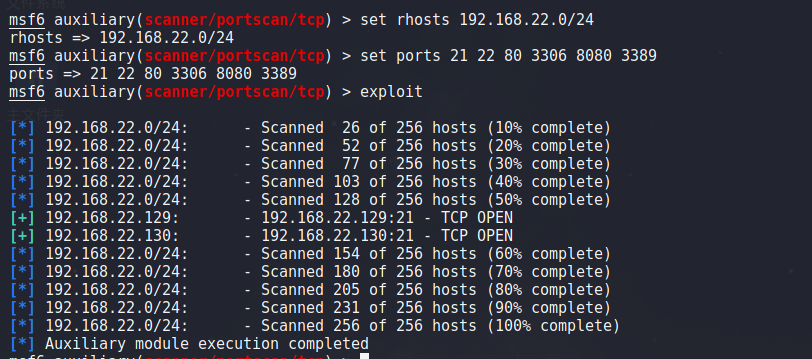 msf6 auxiliary(scanner/portscan/tcp) > set rhosts 192.168.22.0/24
rhosts => 192.168.22.0/24
msf6 auxiliary(scanner/portscan/tcp) > set ports 21 22 80 3306 8080 3389
ports => 21 22 80 3306 8080 3389
msf6 auxiliary(scanner/portscan/tcp) > exploit
[*] 192.168.22.0/24:      - Scanned  26 of 256 hosts (10% complete)
[*] 192.168.22.0/24:      - Scanned  52 of 256 hosts (20% complete)
[*] 192.168.22.0/24:      - Scanned  77 of 256 hosts (30% complete)
[*] 192.168.22.0/24:      - Scanned 103 of 256 hosts (40% complete)
[*] 192.168.22.0/24:      - Scanned 128 of 256 hosts (50% complete)
[+] 192.168.22.129:       - 192.168.22.129:21 - TCP OPEN
[+] 192.168.22.130:       - 192.168.22.130:21 - TCP OPEN
[*] 192.168.22.0/24:      - Scanned 154 of 256 hosts (60% complete)
[*] 192.168.22.0/24:      - Scanned 180 of 256 hosts (70% complete)
[*] 192.168.22.0/24:      - Scanned 205 of 256 hosts (80% complete)
[*] 192.168.22.0/24:      - Scanned 231 of 256 hosts (90% complete)
[*] 192.168.22.0/24:      - Scanned 256 of 256 hosts (100% complete)
[*] Auxiliary module execution completed
msf6 auxiliary(scanner/portscan/tcp) >